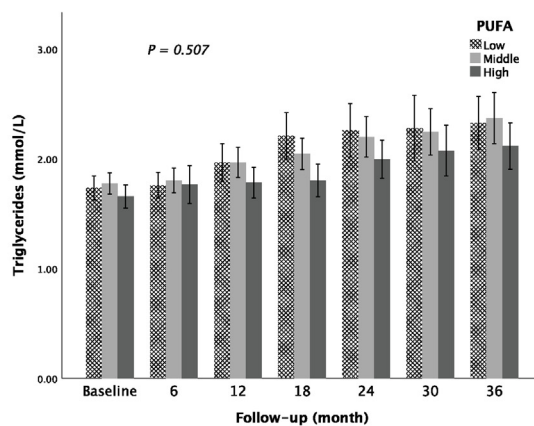 PUFA
Low
Middle
High
P = 0.507
3.00
2.00
1.00
0.00
Triglycerides (mmol/L)
Baseline 6 12 18 24 30 36
Follow-up (month)